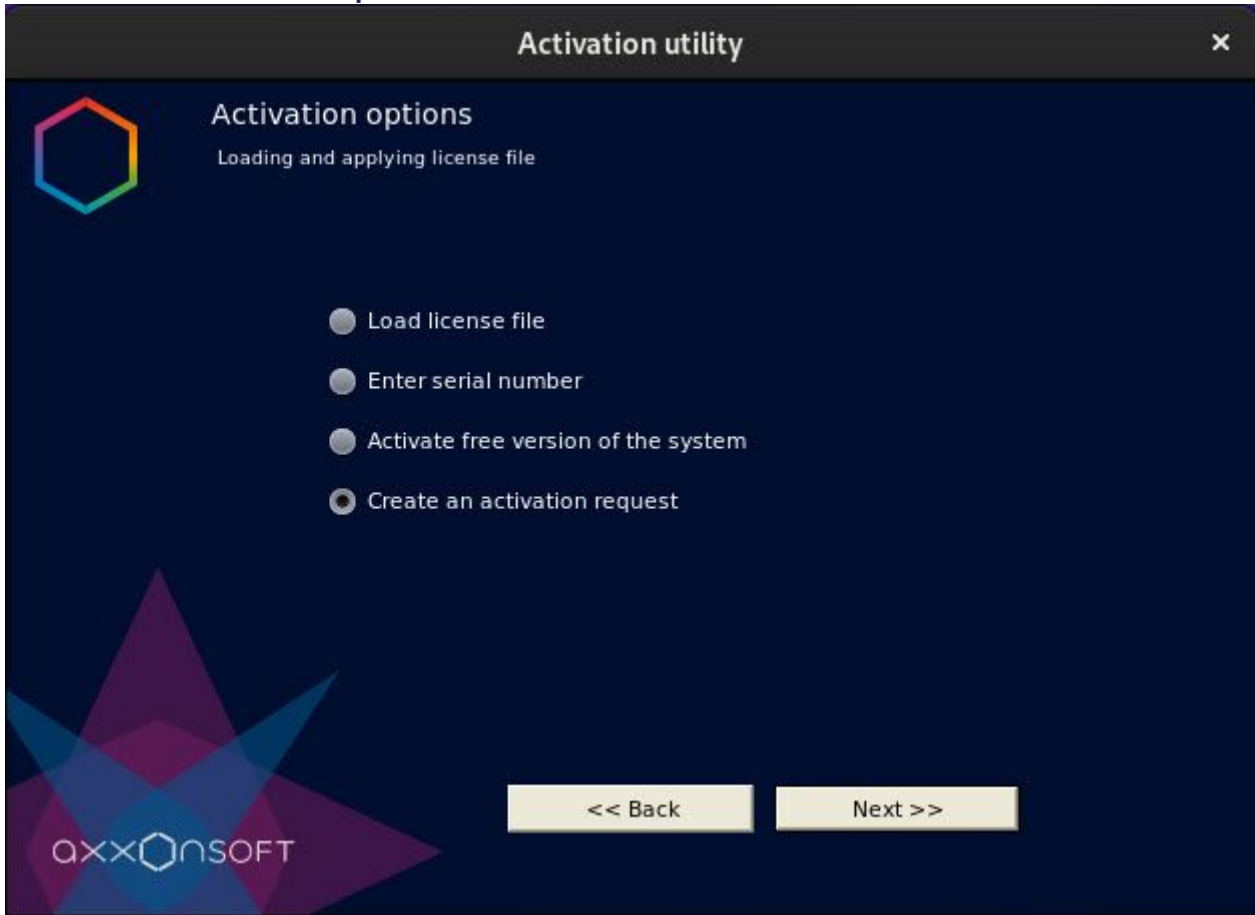 Activation utility
×
Activation options
Loading and applying license file
Load license file
Enter serial number
Activate free version of the system
Create an activation request
<< Back
Next >>
axxonsoft